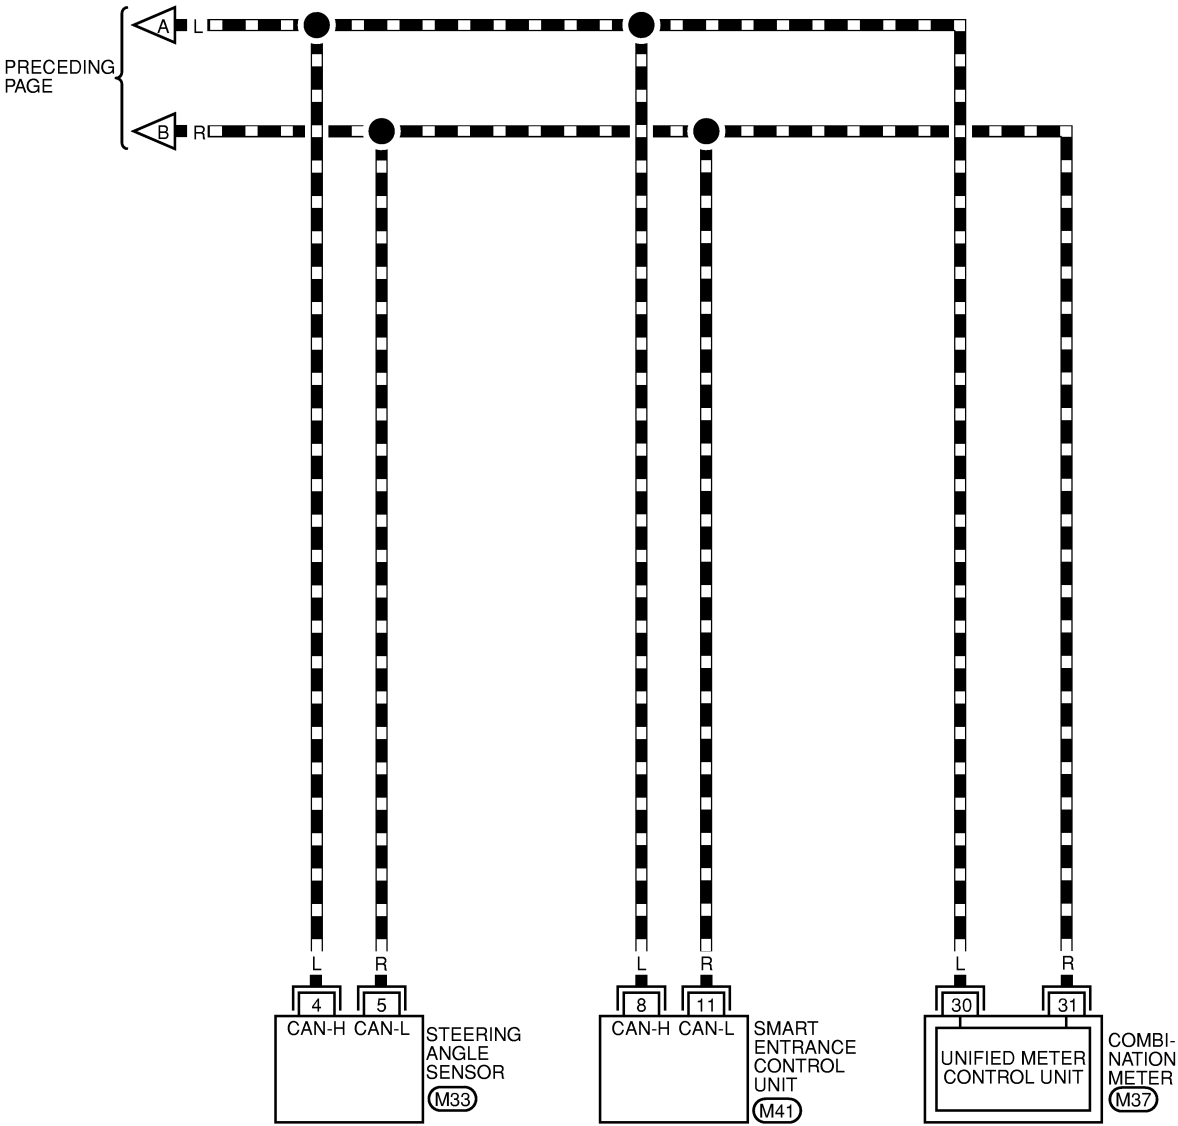 A L
PRECEDING
PAGE
B R
L R L R L R
4 5 8 11 30 31
CAN-H CAN-L
STEERING
ANGLE
SENSOR
M33
CAN-H CAN-L
SMART
ENTRANCE
CONTROL
UNIT
M41
UNIFIED METER
CONTROL UNIT
COMBI-
NATION
METER
M37